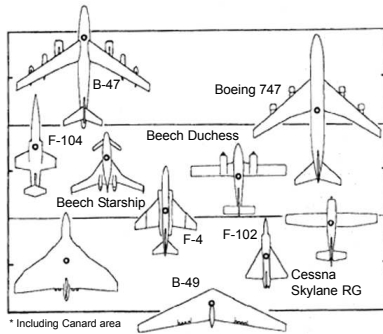 B-47
Boeing 747
F-104
Beech Duchess
Beech Starship
F-4
F-102
B-49
Cessna
Skylane RG
* Including Canard area